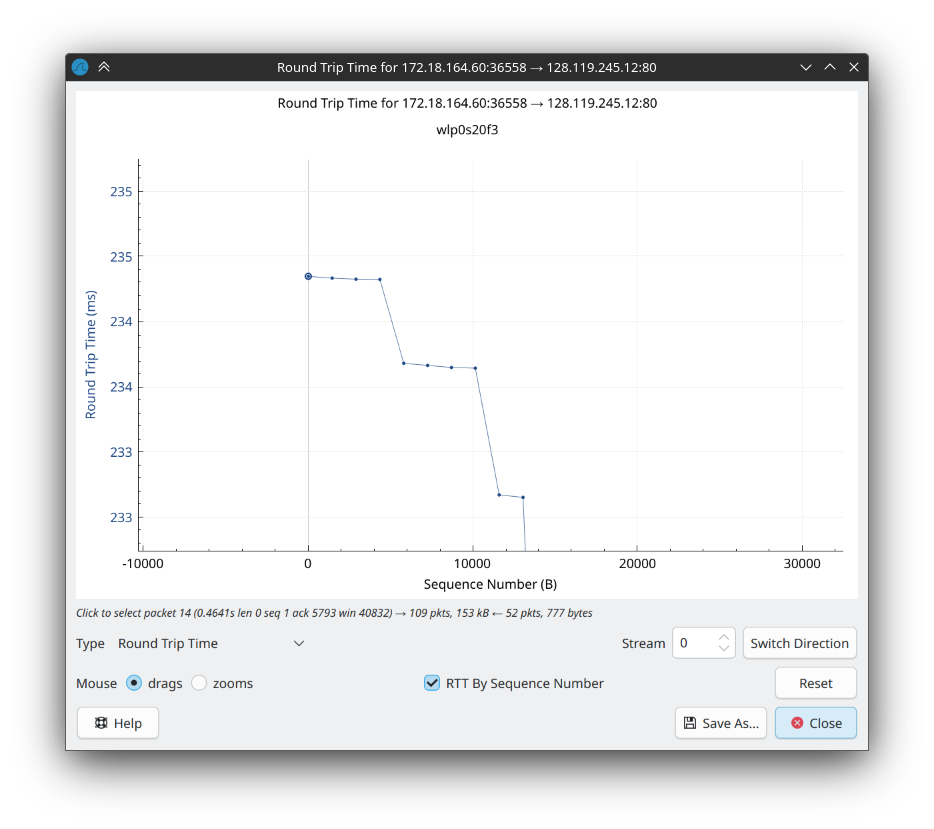 Round Trip Time for 172.18.164.60:36558 → 128.119.245.12:80
Round Trip Time for 172.18.164.60:36558 → 128.119.245.12:80
wlp0s20f3
Round Trip Time (ms)
235
235
234
234
233
233
-10000 0 10000 20000 30000
Sequence Number (B)
Click to select packet 14 (0.4641s len 0 seq 1 ack 5793 win 40832) → 109 pkts, 153 kB ← 52 pkts, 777 bytes
Type Round Trip Time Stream 0 Switch Direction
Mouse drags zooms RTT By Sequence Number Reset
Help Save As... Close